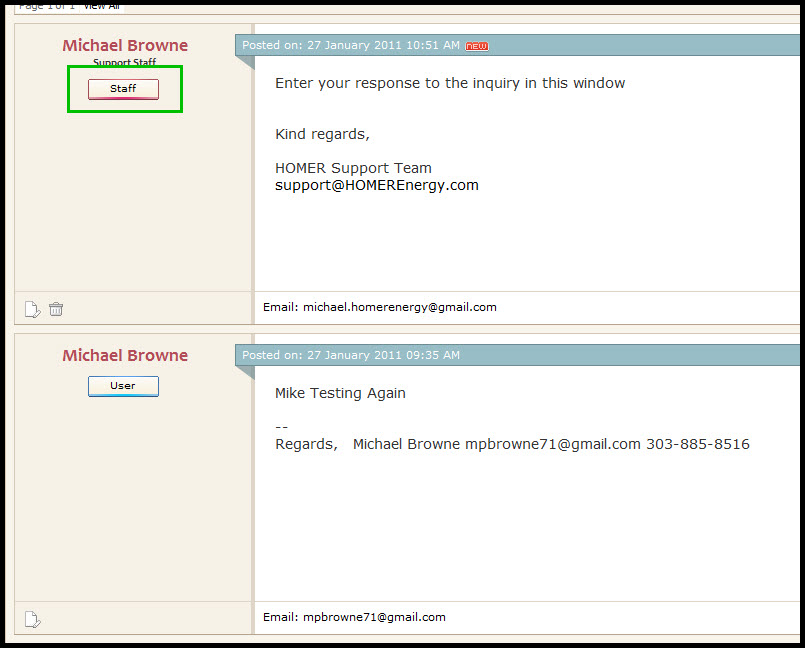 Page 1 of 1 View All
Michael Browne
Support Staff
Staff
Posted on: 27 January 2011 10:51 AM NEW
Enter your response to the inquiry in this window
Kind regards,
HOMER Support Team
support@HOMEREnergy.com
Email: michael.homerenergy@gmail.com
Michael Browne
User
Posted on: 27 January 2011 09:35 AM
Mike Testing Again
--
Regards, Michael Browne mpbrowne71@gmail.com 303-885-8516
Email: mpbrowne71@gmail.com